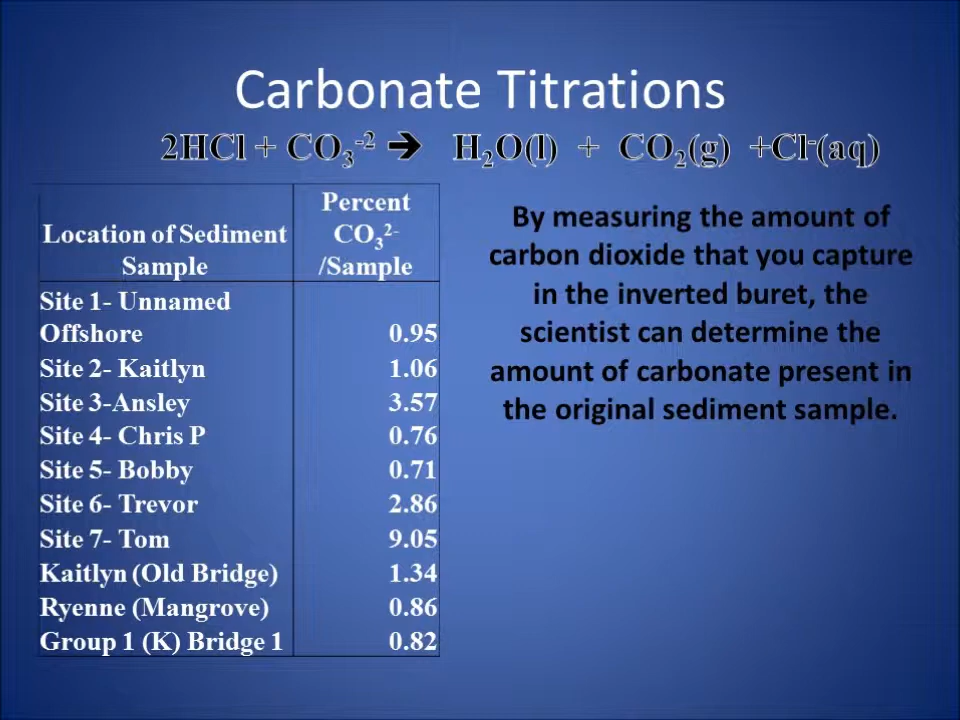 Carbonate Titrations
2HCl + CO₃⁻² 🡺 H₂O(l) + CO₂(g) +Cl⁻(aq)
Location of Sediment
Sample
Percent
CO₃²⁻
/Sample
Site 1- Unnamed
Offshore 0.95
Site 2- Kaitlyn 1.06
Site 3-Ansley 3.57
Site 4- Chris P 0.76
Site 5- Bobby 0.71
Site 6- Trevor 2.86
Site 7- Tom 9.05
Kaitlyn (Old Bridge) 1.34
Ryenne (Mangrove) 0.86
Group 1 (K) Bridge 1 0.82
By measuring the amount of
carbon dioxide that you capture
in the inverted buret, the
scientist can determine the
amount of carbonate present in
the original sediment sample.